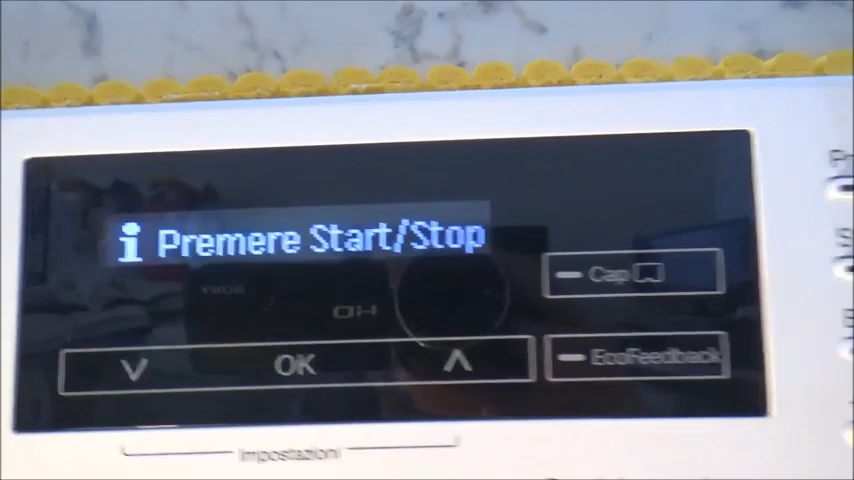 i Premere Start/Stop
Cap
OK
EcoFeedback
Impostazioni